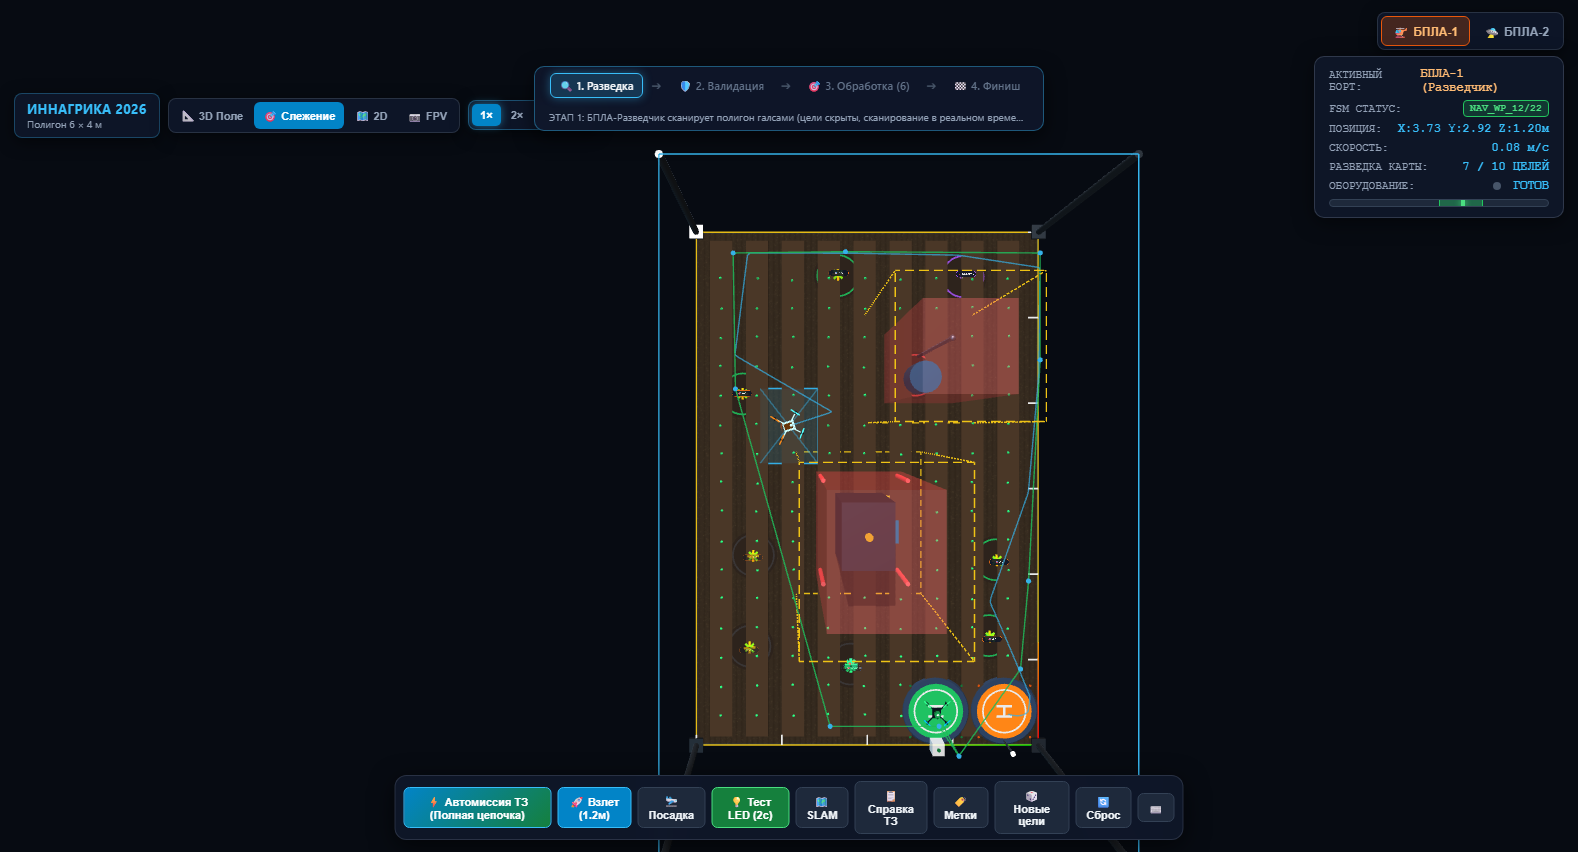 БПЛА-1
БПЛА-2
1. Разведка → 2. Валидация → 3. Обработка (6) → 4. Финиш
ЭТАП 1: БПЛА-Разведчик сканирует полигон галсами (цели скрыты, сканирование в реальном време...
ИННАГРИКА 2026
Полигон 6 × 4 м
3D Поле
Слежение
2D
FPV
1×
2×
АКТИВНЫЙ БОРТ: БПЛА-1 (Разведчик)
FSM СТАТУС: NAV_WP_12/22
ПОЗИЦИЯ: X:3.73 Y:2.92 Z:1.20м
СКОРОСТЬ: 0.08 м/с
РАЗВЕДКА КАРТЫ: 7 / 10 ЦЕЛЕЙ
ОБОРУДОВАНИЕ: ГОТОВ
H
Автомиссия ТЗ
(Полная цепочка)
Взлет
(1.2м)
Посадка
Тест
LED (2с)
SLAM
Справка
ТЗ
Метки
Новые
цели
Сброс